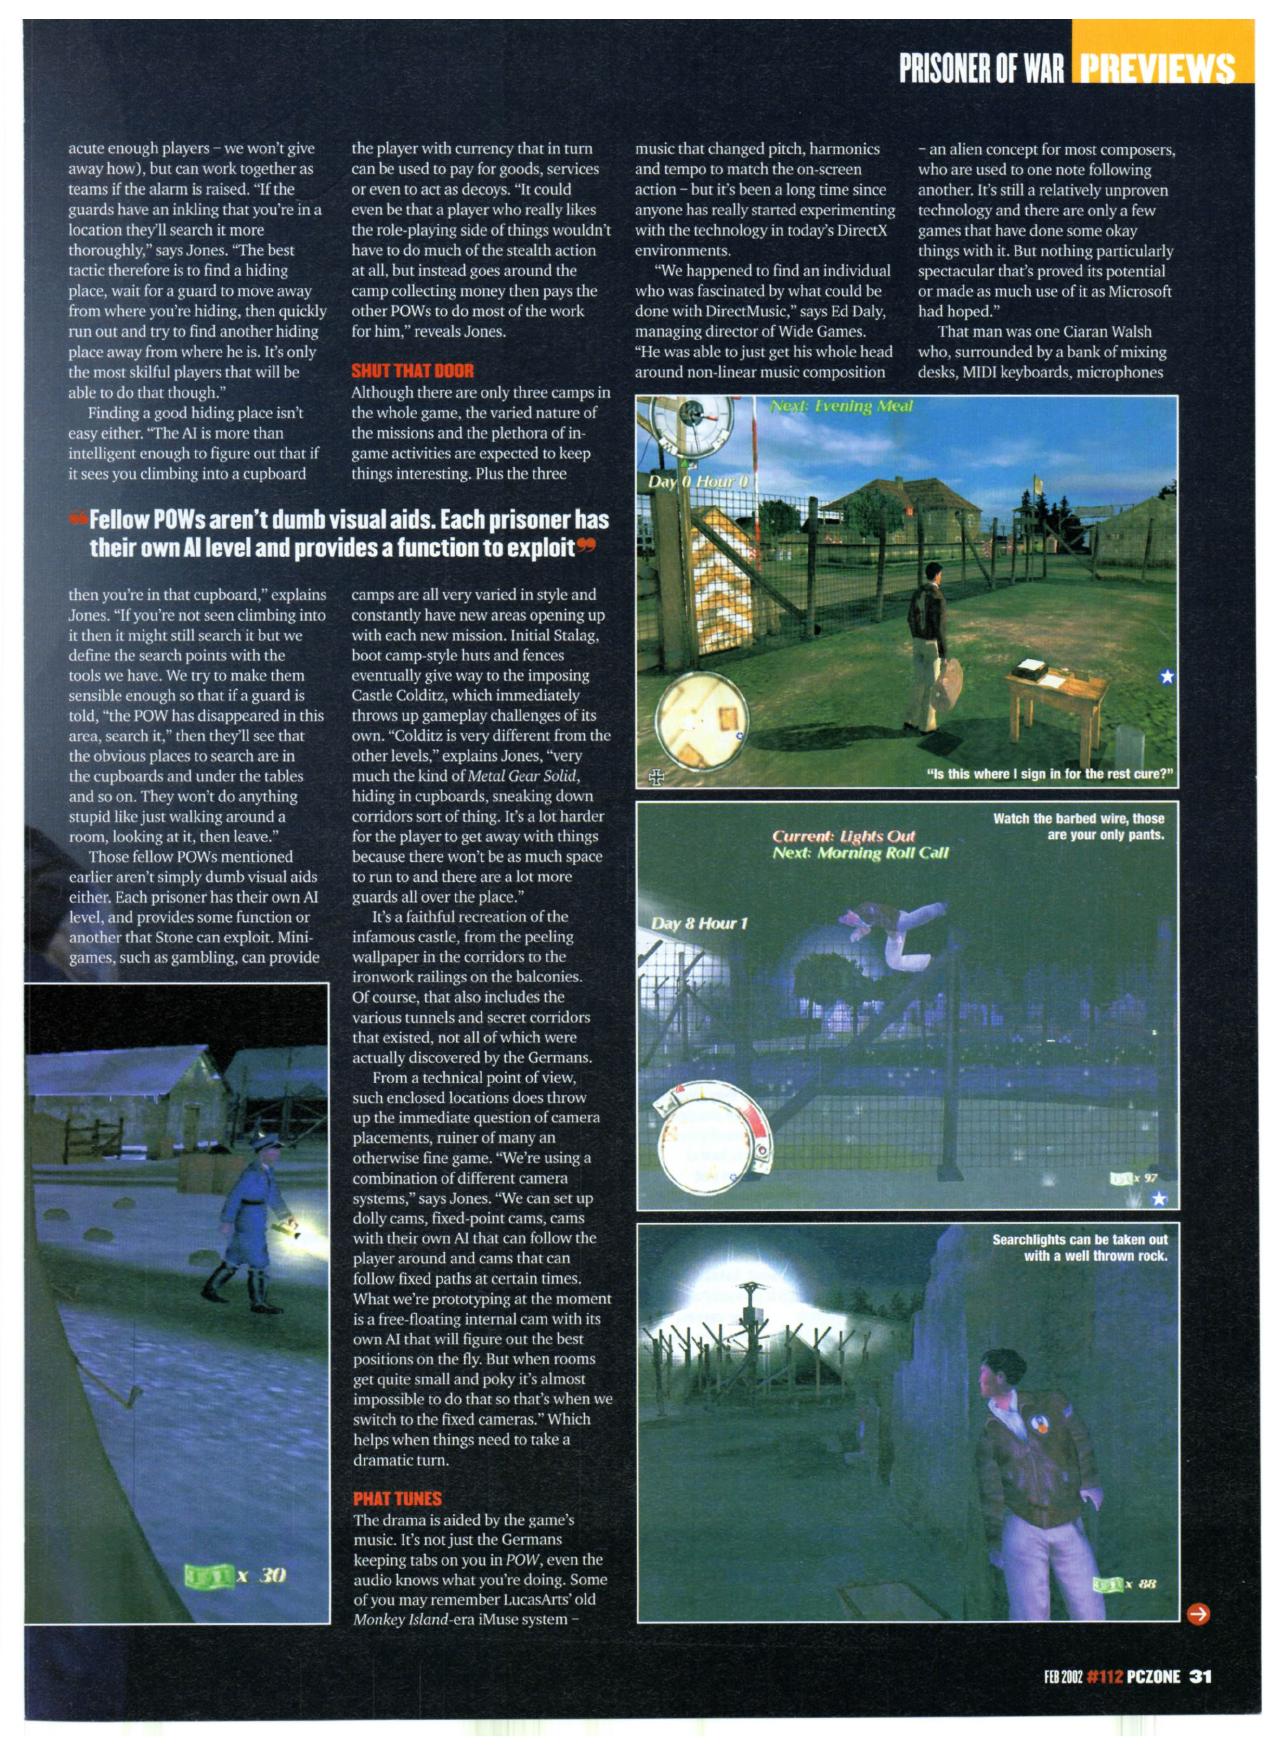 PRISONER OF WAR PREVIEWS
acute enough players – we won't give
away how), but can work together as
teams if the alarm is raised. “If the
guards have an inkling that you're in a
location they'll search it more
thoroughly,” says Jones. “The best
tactic therefore is to find a hiding
place, wait for a guard to move away
from where you're hiding, then quickly
run out and try to find another hiding
place away from where he is. It's only
the most skilful players that will be
able to do that though.”
Finding a good hiding place isn't
easy either. “The AI is more than
intelligent enough to figure out that if
it sees you climbing into a cupboard
“Fellow POWs aren't dumb visual aids. Each prisoner has
their own AI level and provides a function to exploit”
then you're in that cupboard,” explains
Jones. “If you're not seen climbing into
it then it might still search it but we
define the search points with the
tools we have. We try to make them
sensible enough so that if a guard is
told, “the POW has disappeared in this
area, search it,” then they'll see that
the obvious places to search are in
the cupboards and under the tables
and so on. They won't do anything
stupid like just walking around a
room, looking at it, then leave.”
Those fellow POWs mentioned
earlier aren't simply dumb visual aids
either. Each prisoner has their own AI
level, and provides some function or
another that Stone can exploit. Mini-
games, such as gambling, can provide
x 30
the player with currency that in turn
can be used to pay for goods, services
or even to act as decoys. “It could
even be that a player who really likes
the role-playing side of things wouldn't
have to do much of the stealth action
at all, but instead goes around the
camp collecting money then pays the
other POWs to do most of the work
for him,” reveals Jones.
SHUT THAT DOOR
Although there are only three camps in
the whole game, the varied nature of
the missions and the plethora of in-
game activities are expected to keep
things interesting. Plus the three
camps are all very varied in style and
constantly have new areas opening up
with each new mission. Initial Stalag,
boot camp-style huts and fences
eventually give way to the imposing
Castle Colditz, which immediately
throws up gameplay challenges of its
own. “Colditz is very different from the
other levels,” explains Jones, “very
much the kind of Metal Gear Solid,
hiding in cupboards, sneaking down
corridors sort of thing. It's a lot harder
for the player to get away with things
because there won't be as much space
to run to and there are a lot more
guards all over the place.”
It's a faithful recreation of the
infamous castle, from the peeling
wallpaper in the corridors to the
ironwork railings on the balconies.
Of course, that also includes the
various tunnels and secret corridors
that existed, not all of which were
actually discovered by the Germans.
From a technical point of view,
such enclosed locations does throw
up the immediate question of camera
placements, ruiner of many an
otherwise fine game. “We're using a
combination of different camera
systems,” says Jones. “We can set up
dolly cams, fixed-point cams, cams
with their own AI that can follow the
player around and cams that can
follow fixed paths at certain times.
What we're prototyping at the moment
is a free-floating internal cam with its
own AI that will figure out the best
positions on the fly. But when rooms
get quite small and poky it's almost
impossible to do that so that's when we
switch to the fixed cameras.” Which
helps when things need to take a
dramatic turn.
PHAT TUNES
The drama is aided by the game's
music. It's not just the Germans
keeping tabs on you in POW, even the
audio knows what you're doing. Some
of you may remember LucasArts' old
Monkey Island-era iMuse system –
music that changed pitch, harmonics
and tempo to match the on-screen
action – but it's been a long time since
anyone has really started experimenting
with the technology in today's DirectX
environments.
“We happened to find an individual
who was fascinated by what could be
done with DirectMusic,” says Ed Daly,
managing director of Wide Games.
“He was able to just get his whole head
around non-linear music composition
– an alien concept for most composers,
who are used to one note following
another. It's still a relatively unproven
technology and there are only a few
games that have done some okay
things with it. But nothing particularly
spectacular that's proved its potential
or made as much use of it as Microsoft
had hoped.”
That man was one Ciaran Walsh
who, surrounded by a bank of mixing
desks, MIDI keyboards, microphones
Next: Evening Meal
Day 0 Hour 0
“Is this where I sign in for the rest cure?”
Watch the barbed wire, those
are your only pants.
Current: Lights Out
Next: Morning Roll Call
Day 8 Hour 1
x 97
Searchlights can be taken out
with a well thrown rock.
x 88
FEB 2002 #112 PCZONE 31